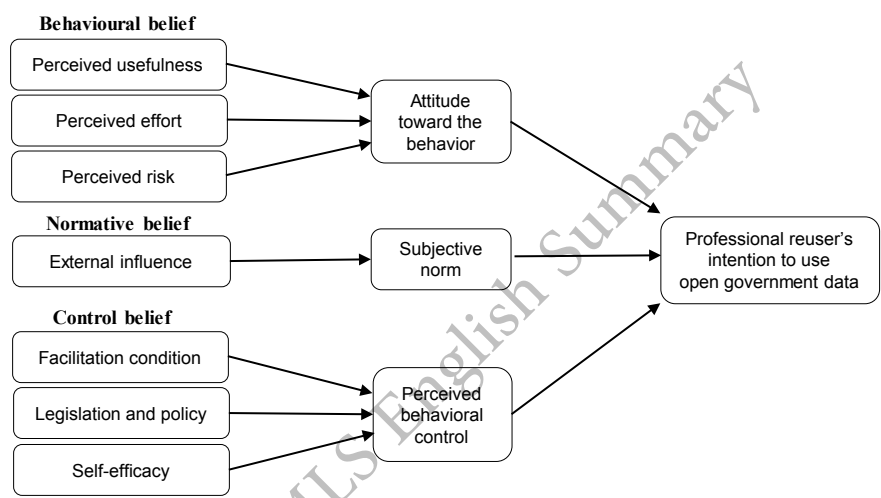 Behavioural belief
Perceived usefulness
Perceived effort
Perceived risk
Attitude
toward the
behavior
Normative belief
External influence
Subjective
norm
Professional reuser's
intention to use
open government data
Control belief
Facilitation condition
Legislation and policy
Self-efficacy
Perceived
behavioral
control
MLS English Summary